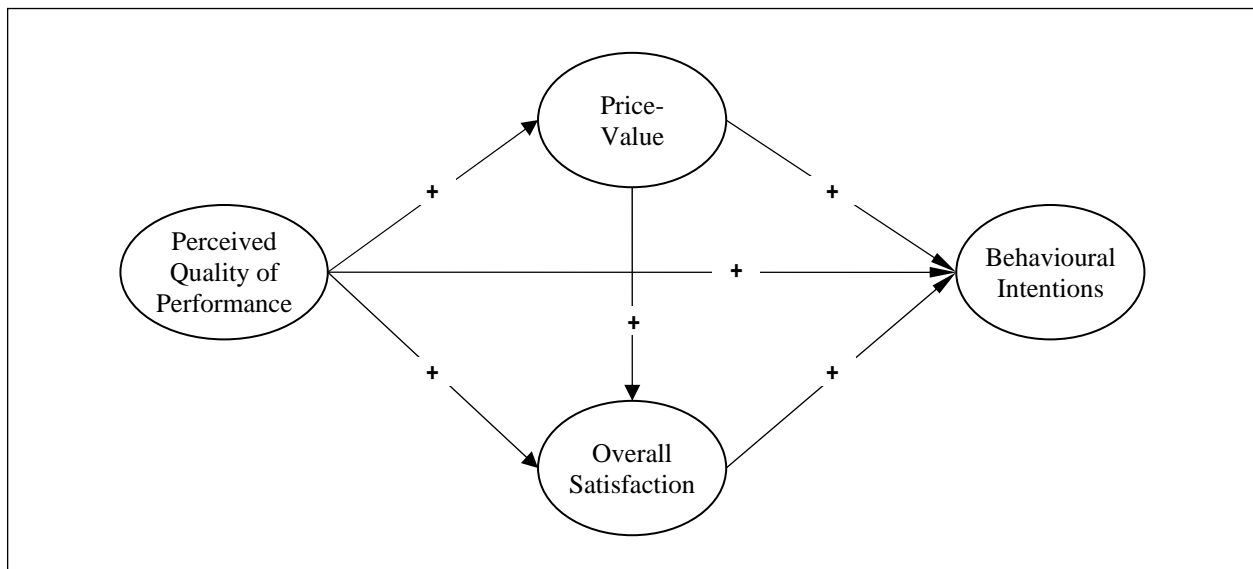 Price-
Value
+
+
Perceived
Quality of
Performance
+
Behavioural
Intentions
+
+
+
Overall
Satisfaction